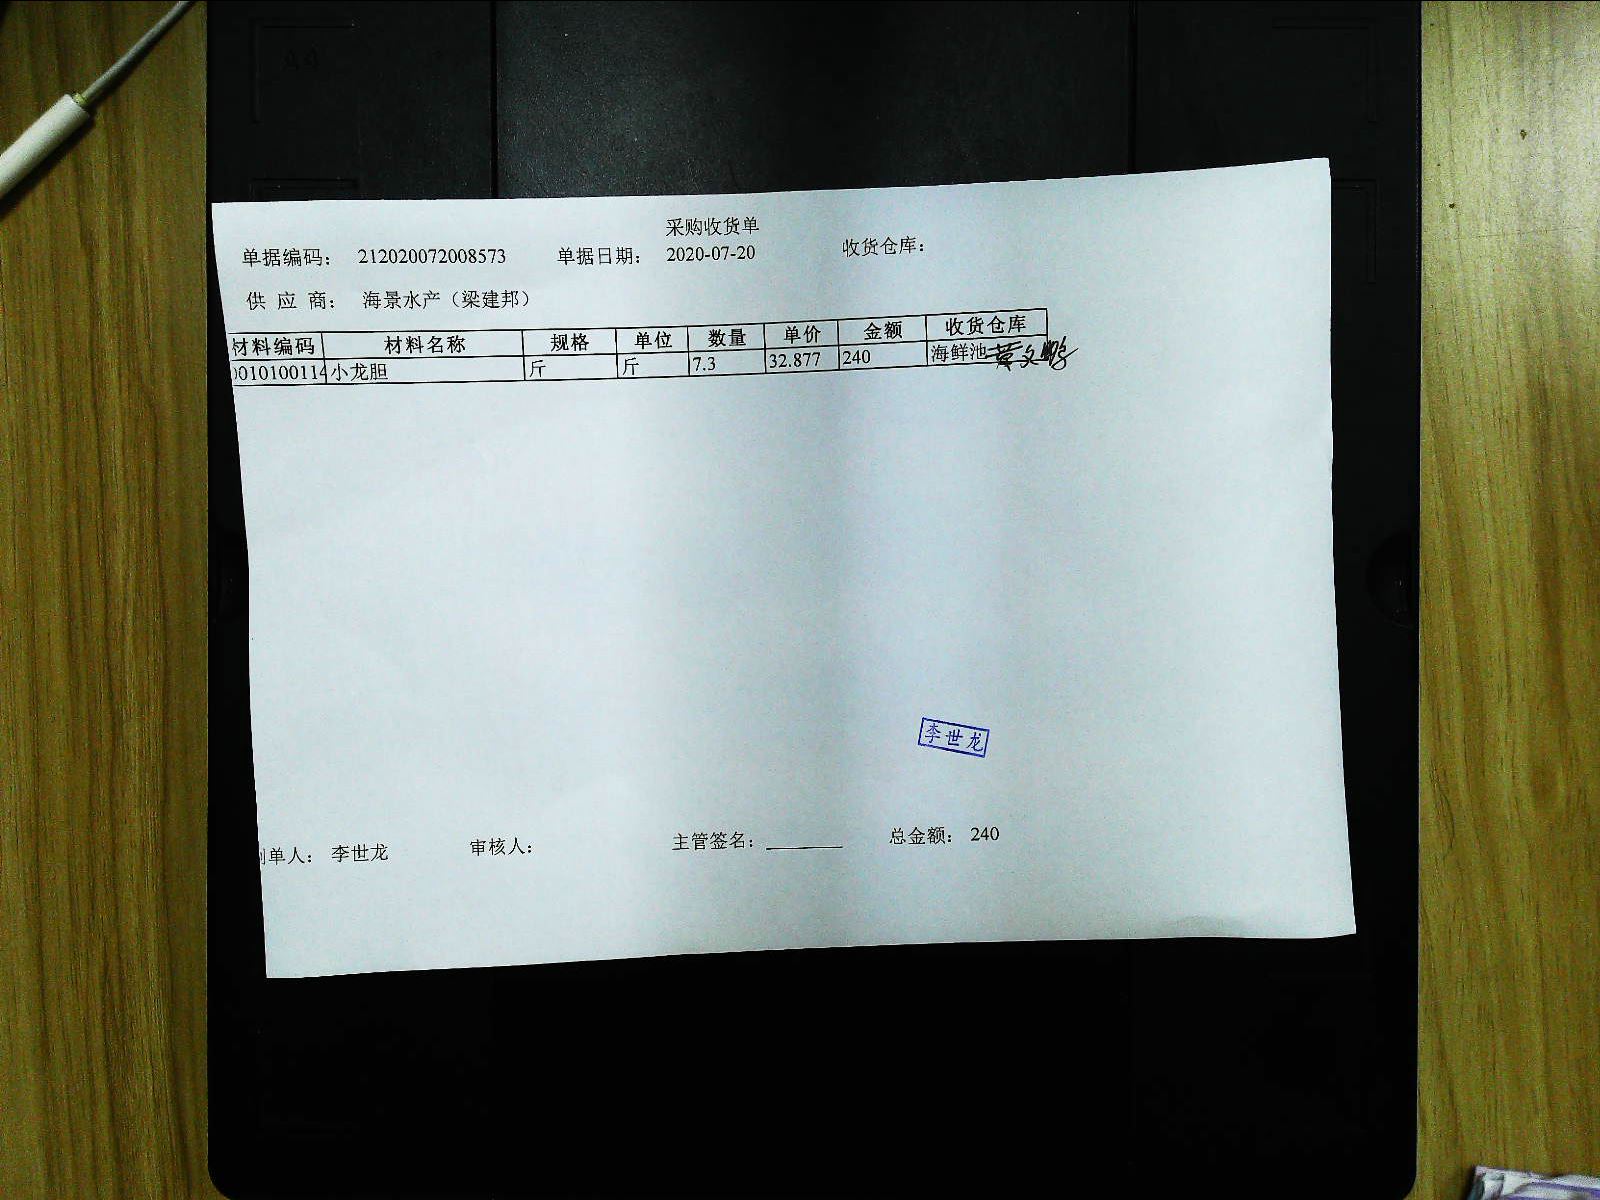 采购收货单
单据编码： 212020072008573 单据日期： 2020-07-20 收货仓库：
供 应 商： 海景水产（梁建邦）
材料编码 材料名称 规格 单位 数量 单价 金额 收货仓库
0010100114 小龙胆 斤 斤 7.3 32.877 240 海鲜池
李世龙
制单人： 李世龙 审核人： 主管签名： 总金额： 240